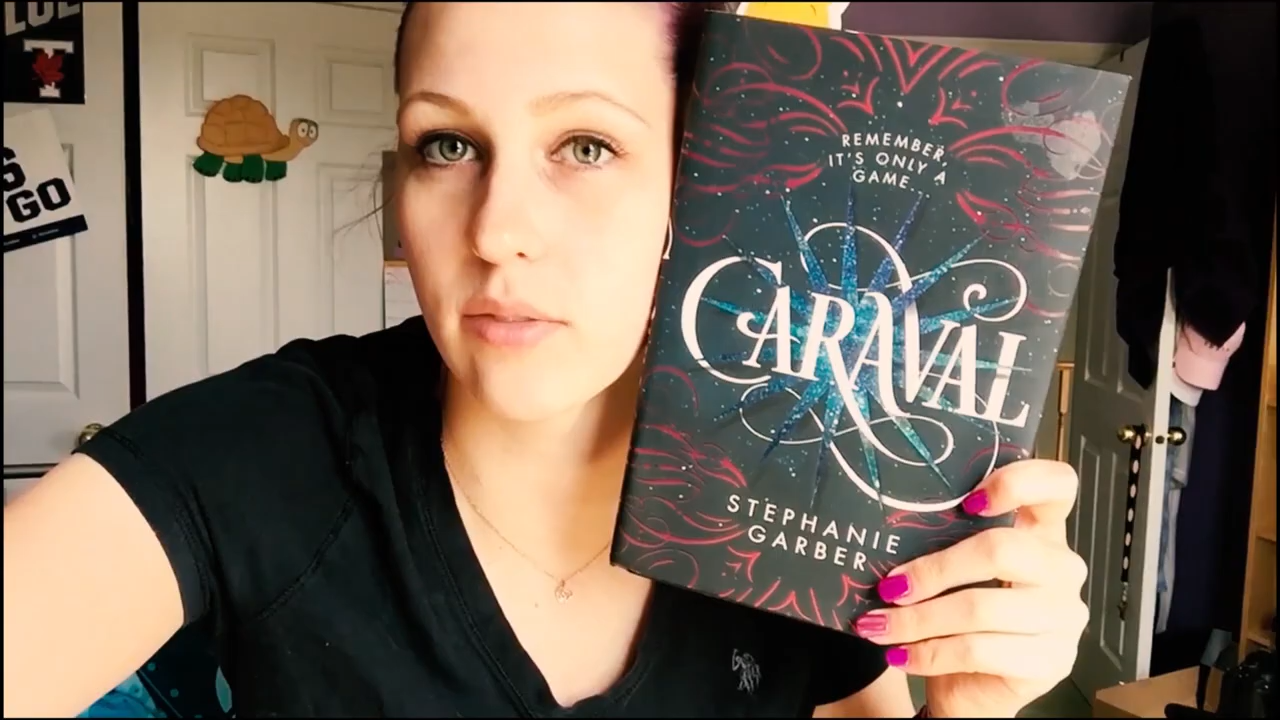 T
GO
REMEMBER,
IT'S ONLY A
GAME
CARAVAL
STEPHANIE
GARBER